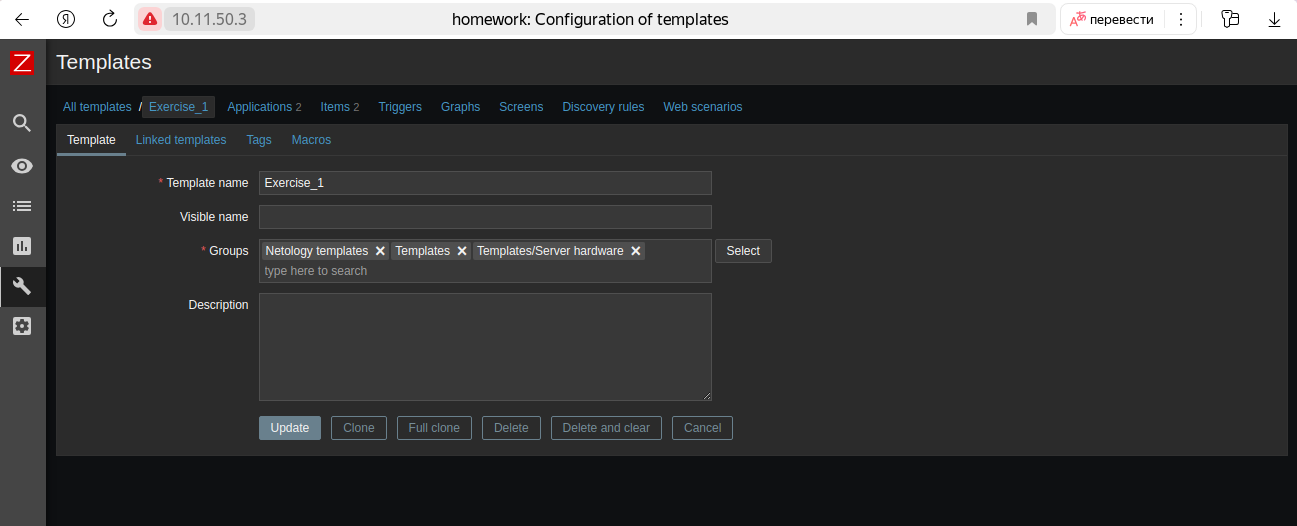 Я 10.11.50.3 homework: Configuration of templates перевести
Z Templates
All templates / Exercise_1 Applications 2 Items 2 Triggers Graphs Screens Discovery rules Web scenarios
Template Linked templates Tags Macros
* Template name Exercise_1
Visible name
* Groups Netology templates Templates Templates/Server hardware Select
type here to search
Description
Update Clone Full clone Delete Delete and clear Cancel